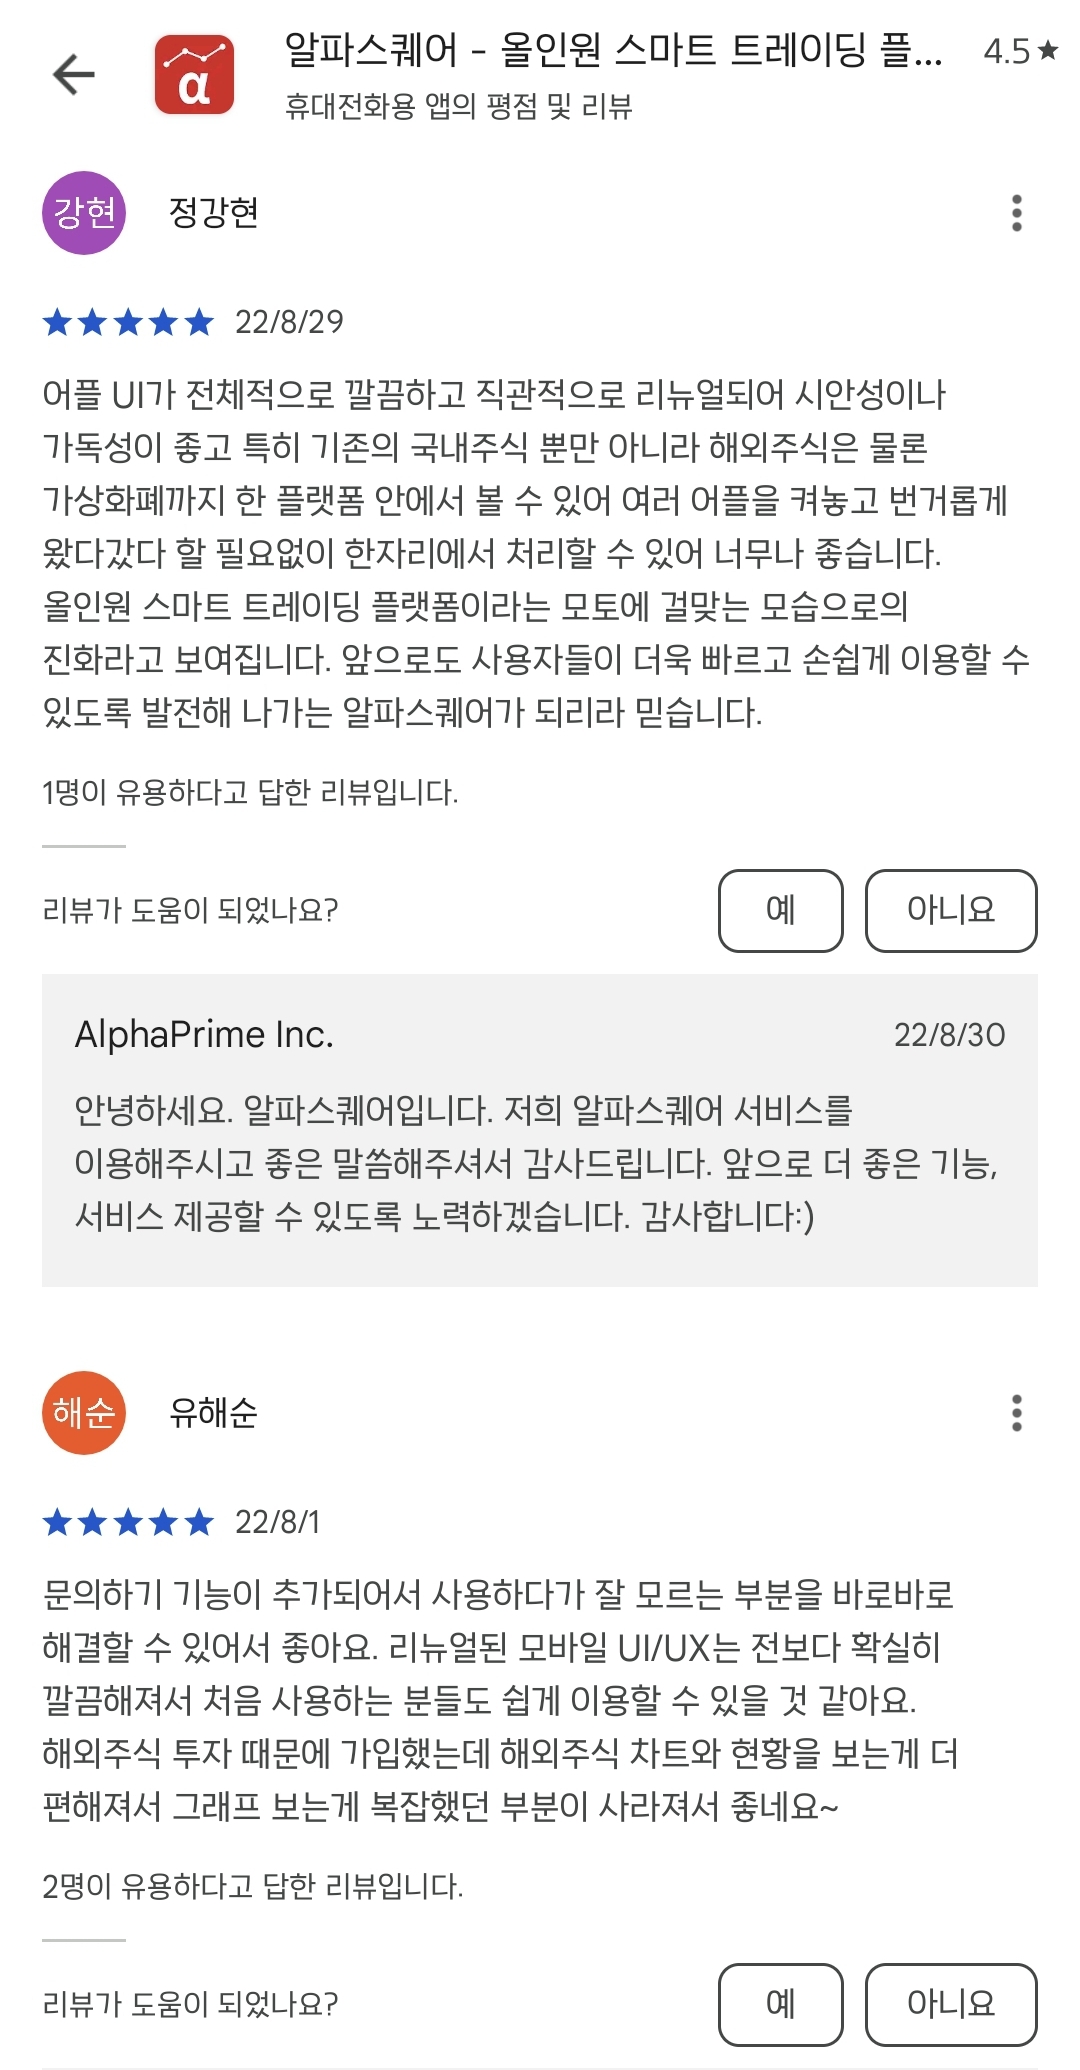 알파스퀘어 - 올인원 스마트 트레이딩 플... 4.5★
α
휴대전화용 앱의 평점 및 리뷰
강현 정강현
★★★★★ 22/8/29
어플 UI가 전체적으로 깔끔하고 직관적으로 리뉴얼되어 시안성이나
가독성이 좋고 특히 기존의 국내주식 뿐만 아니라 해외주식은 물론
가상화폐까지 한 플랫폼 안에서 볼 수 있어 여러 어플을 켜놓고 번거롭게
왔다갔다 할 필요없이 한자리에서 처리할 수 있어 너무나 좋습니다.
올인원 스마트 트레이딩 플랫폼이라는 모토에 걸맞는 모습으로의
진화라고 보여집니다. 앞으로도 사용자들이 더욱 빠르고 손쉽게 이용할 수
있도록 발전해 나가는 알파스퀘어가 되리라 믿습니다.
1명이 유용하다고 답한 리뷰입니다.
리뷰가 도움이 되었나요? 예 아니요
AlphaPrime Inc. 22/8/30
안녕하세요. 알파스퀘어입니다. 저희 알파스퀘어 서비스를
이용해주시고 좋은 말씀해주셔서 감사드립니다. 앞으로 더 좋은 기능,
서비스 제공할 수 있도록 노력하겠습니다. 감사합니다:)
해순 유해순
★★★★★ 22/8/1
문의하기 기능이 추가되어서 사용하다가 잘 모르는 부분을 바로바로
해결할 수 있어서 좋아요. 리뉴얼된 모바일 UI/UX는 전보다 확실히
깔끔해져서 처음 사용하는 분들도 쉽게 이용할 수 있을 것 같아요.
해외주식 투자 때문에 가입했는데 해외주식 차트와 현황을 보는게 더
편해져서 그래프 보는게 복잡했던 부분이 사라져서 좋네요~
2명이 유용하다고 답한 리뷰입니다.
리뷰가 도움이 되었나요? 예 아니요